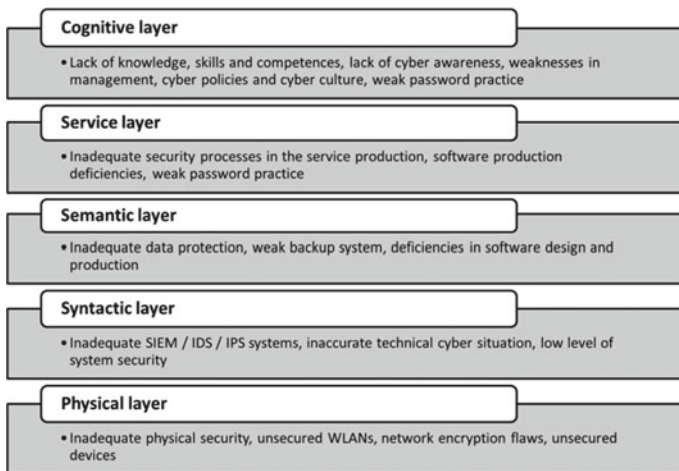 Cognitive layer
• Lack of knowledge, skills and competences, lack of cyber awareness, weaknesses in
management, cyber policies and cyber culture, weak password practice
Service layer
• Inadequate security processes in the service production, software production
deficiencies, weak password practice
Semantic layer
• Inadequate data protection, weak backup system, deficiencies in software design and
production
Syntactic layer
• Inadequate SIEM / IDS / IPS systems, inaccurate technical cyber situation, low level of
system security
Physical layer
• Inadequate physical security, unsecured WLANs, network encryption flaws, unsecured
devices